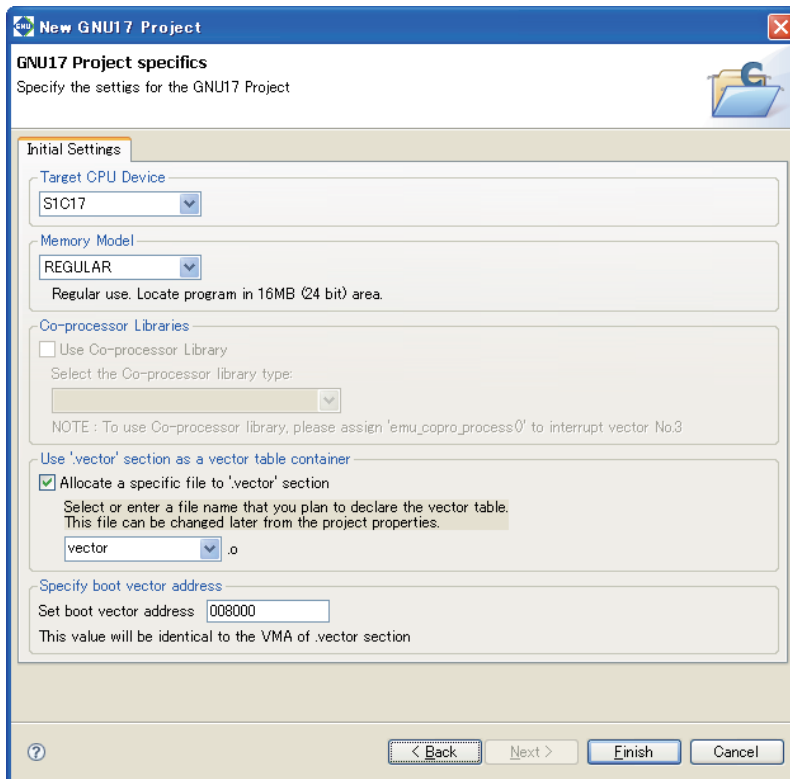 GNU New GNU17 Project
GNU17 Project specifics
Specify the settigs for the GNU17 Project
C
Initial Settings
Target CPU Device
S1C17
Memory Model
REGULAR
Regular use. Locate program in 16MB (24 bit) area.
Co-processor Libraries
Use Co-processor Library
Select the Co-processor library type:
NOTE : To use Co-processor library, please assign 'emu_copro_process()' to interrupt vector No.3
Use '.vector' section as a vector table container
Allocate a specific file to '.vector' section
Select or enter a file name that you plan to declare the vector table.
This file can be changed later from the project properties.
vector .o
Specify boot vector address
Set boot vector address 008000
This value will be identical to the VMA of .vector section
? < Back Next > Finish Cancel